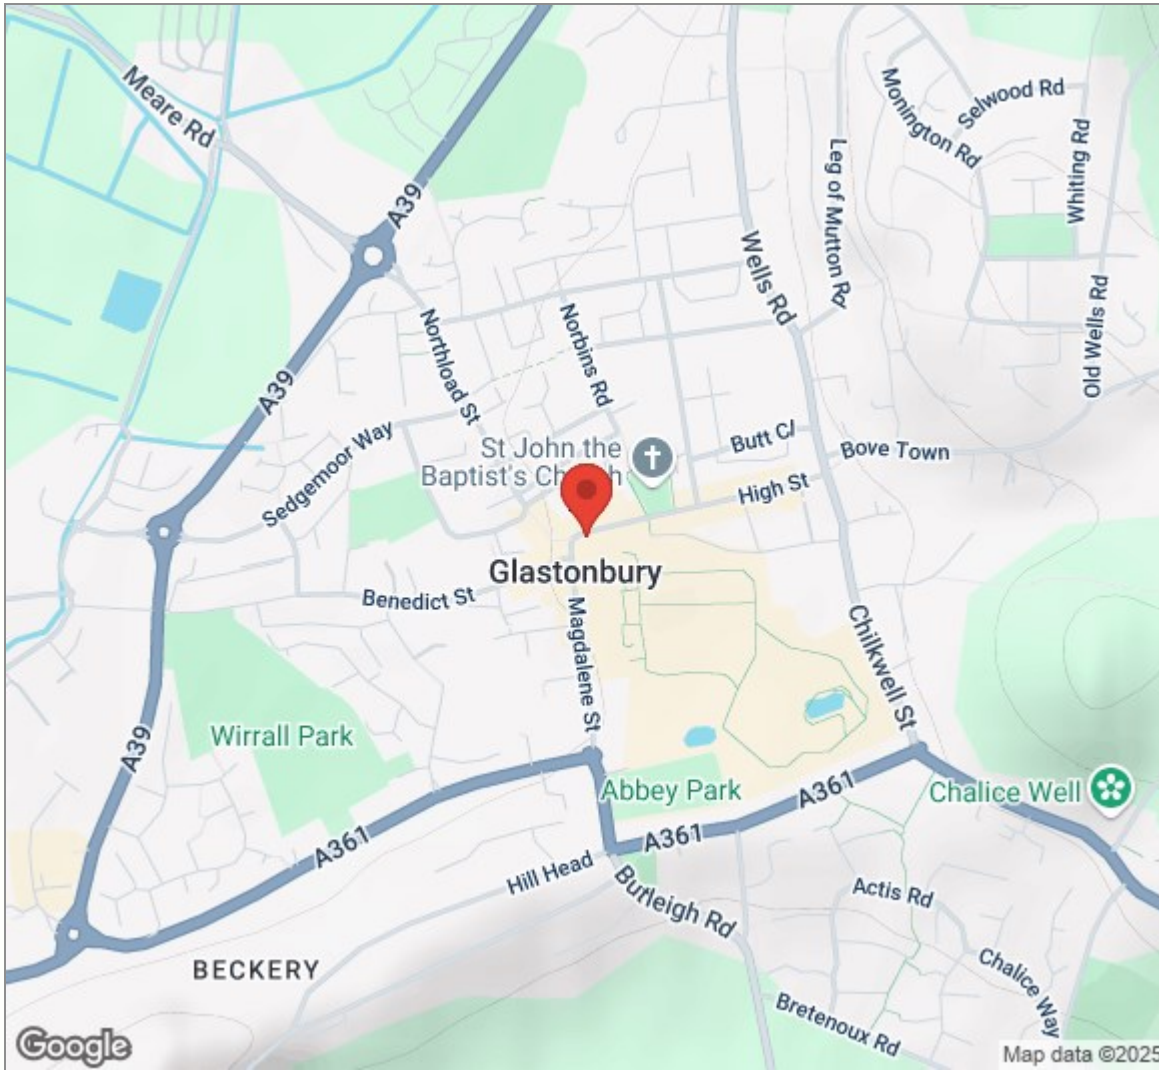 Meare Rd
A39
Monington Rd
Selwood Rd
Whiting Rd
Leg of Mutton Rd
Wells Rd
Old Wells Rd
Northload St
Norbins Rd
A39
Sedgemoor Way
St John the
Baptist's Church
Butt Cl
Bove Town
High St
Glastonbury
Benedict St
Magdalene St
Chilkwell St
Wirrall Park
A39
Abbey Park
A361
Chalice Well
A361
A361
Hill Head
Butleigh Rd
Actis Rd
BECKERY
Chalice Way
Bretenoux Rd
Google
Map data ©2025